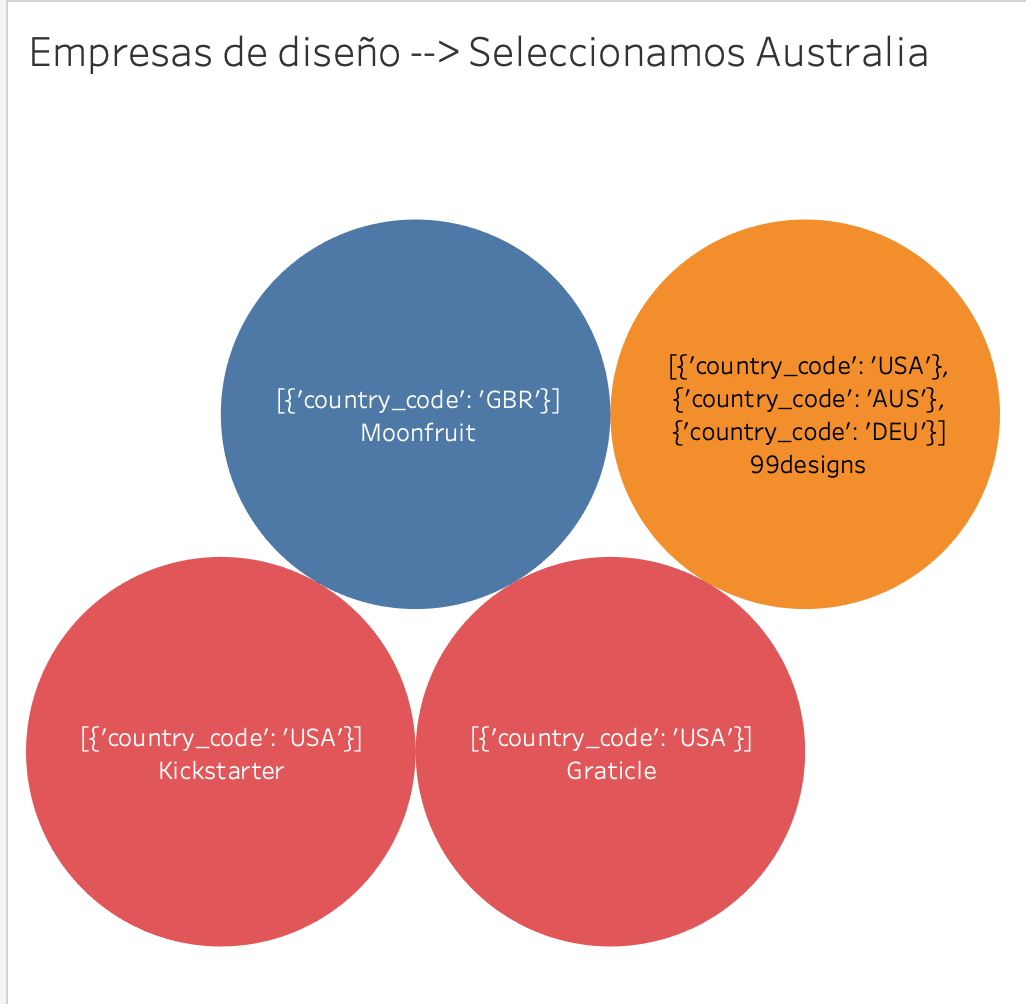 Empresas de diseño --> Seleccionamos Australia
[{'country_code': 'GBR'}]
Moonfruit
[{'country_code': 'USA'},
{'country_code': 'AUS'},
{'country_code': 'DEU'}]
99designs
[{'country_code': 'USA'}]
Kickstarter
[{'country_code': 'USA'}]
Graticle